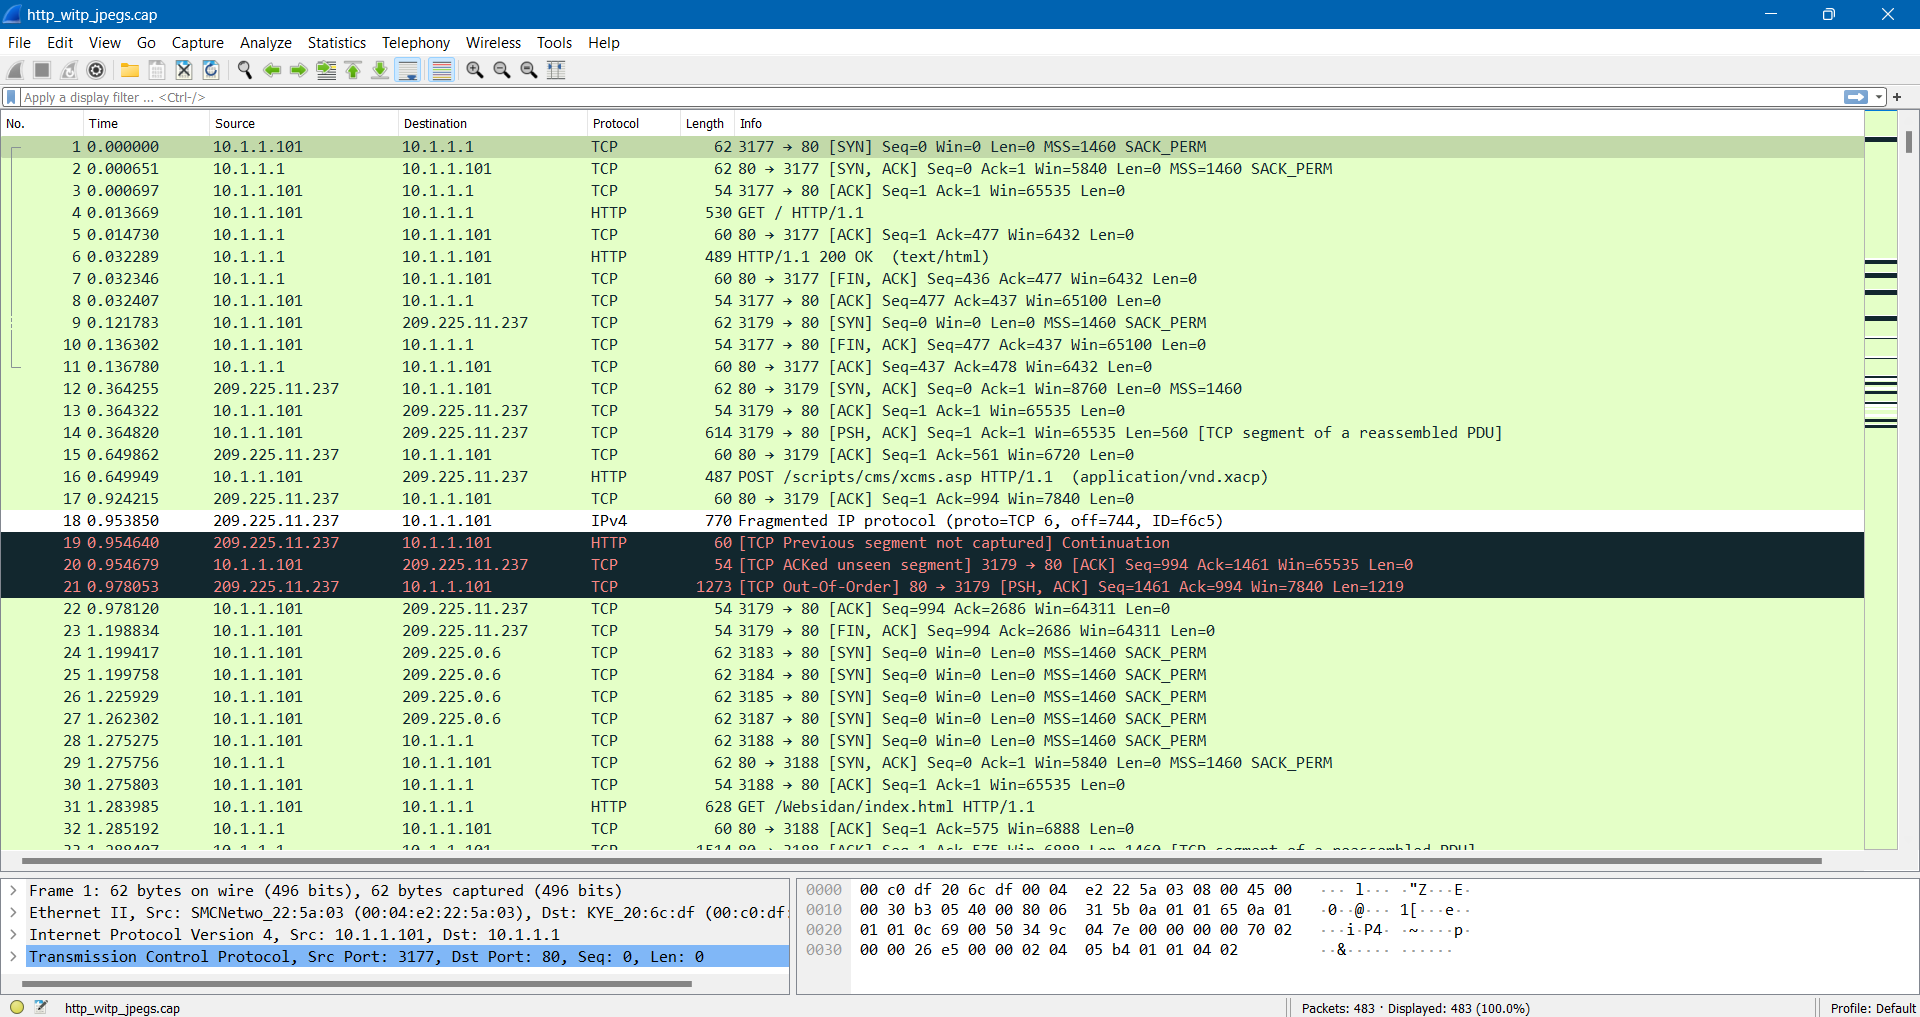 http_witp_jpegs.cap
File Edit View Go Capture Analyze Statistics Telephony Wireless Tools Help
Apply a display filter ... <Ctrl-/>
No. Time Source Destination Protocol Length Info
1 0.000000 10.1.1.101 10.1.1.1 TCP 62 3177 → 80 [SYN] Seq=0 Win=0 Len=0 MSS=1460 SACK_PERM
2 0.000651 10.1.1.1 10.1.1.101 TCP 62 80 → 3177 [SYN, ACK] Seq=0 Ack=1 Win=5840 Len=0 MSS=1460 SACK_PERM
3 0.000697 10.1.1.101 10.1.1.1 TCP 54 3177 → 80 [ACK] Seq=1 Ack=1 Win=65535 Len=0
4 0.013669 10.1.1.101 10.1.1.1 HTTP 530 GET / HTTP/1.1
5 0.014730 10.1.1.1 10.1.1.101 TCP 60 80 → 3177 [ACK] Seq=1 Ack=477 Win=6432 Len=0
6 0.032289 10.1.1.1 10.1.1.101 HTTP 489 HTTP/1.1 200 OK (text/html)
7 0.032346 10.1.1.1 10.1.1.101 TCP 60 80 → 3177 [FIN, ACK] Seq=436 Ack=477 Win=6432 Len=0
8 0.032407 10.1.1.101 10.1.1.1 TCP 54 3177 → 80 [ACK] Seq=477 Ack=437 Win=65100 Len=0
9 0.121783 10.1.1.101 209.225.11.237 TCP 62 3179 → 80 [SYN] Seq=0 Win=0 Len=0 MSS=1460 SACK_PERM
10 0.136302 10.1.1.101 10.1.1.1 TCP 54 3177 → 80 [FIN, ACK] Seq=477 Ack=437 Win=65100 Len=0
11 0.136780 10.1.1.1 10.1.1.101 TCP 60 80 → 3177 [ACK] Seq=437 Ack=478 Win=6432 Len=0
12 0.364255 209.225.11.237 10.1.1.101 TCP 62 80 → 3179 [SYN, ACK] Seq=0 Ack=1 Win=8760 Len=0 MSS=1460
13 0.364322 10.1.1.101 209.225.11.237 TCP 54 3179 → 80 [ACK] Seq=1 Ack=1 Win=65535 Len=0
14 0.364820 10.1.1.101 209.225.11.237 TCP 614 3179 → 80 [PSH, ACK] Seq=1 Ack=1 Win=65535 Len=560 [TCP segment of a reassembled PDU]
15 0.649862 209.225.11.237 10.1.1.101 TCP 60 80 → 3179 [ACK] Seq=1 Ack=561 Win=6720 Len=0
16 0.649949 10.1.1.101 209.225.11.237 HTTP 487 POST /scripts/cms/xcms.asp HTTP/1.1 (application/vnd.xacp)
17 0.924215 209.225.11.237 10.1.1.101 TCP 60 80 → 3179 [ACK] Seq=1 Ack=994 Win=7840 Len=0
18 0.953850 209.225.11.237 10.1.1.101 IPv4 770 Fragmented IP protocol (proto=TCP 6, off=744, ID=f6c5)
19 0.954640 209.225.11.237 10.1.1.101 HTTP 60 [TCP Previous segment not captured] Continuation
20 0.954679 10.1.1.101 209.225.11.237 TCP 54 [TCP ACKed unseen segment] 3179 → 80 [ACK] Seq=994 Ack=1461 Win=65535 Len=0
21 0.978053 209.225.11.237 10.1.1.101 TCP 1273 [TCP Out-Of-Order] 80 → 3179 [PSH, ACK] Seq=1461 Ack=994 Win=7840 Len=1219
22 0.978120 10.1.1.101 209.225.11.237 TCP 54 3179 → 80 [ACK] Seq=994 Ack=2686 Win=64311 Len=0
23 1.198834 10.1.1.101 209.225.11.237 TCP 54 3179 → 80 [FIN, ACK] Seq=994 Ack=2686 Win=64311 Len=0
24 1.199417 10.1.1.101 209.225.0.6 TCP 62 3183 → 80 [SYN] Seq=0 Win=0 Len=0 MSS=1460 SACK_PERM
25 1.199758 10.1.1.101 209.225.0.6 TCP 62 3184 → 80 [SYN] Seq=0 Win=0 Len=0 MSS=1460 SACK_PERM
26 1.225929 10.1.1.101 209.225.0.6 TCP 62 3185 → 80 [SYN] Seq=0 Win=0 Len=0 MSS=1460 SACK_PERM
27 1.262302 10.1.1.101 209.225.0.6 TCP 62 3187 → 80 [SYN] Seq=0 Win=0 Len=0 MSS=1460 SACK_PERM
28 1.275275 10.1.1.101 10.1.1.1 TCP 62 3188 → 80 [SYN] Seq=0 Win=0 Len=0 MSS=1460 SACK_PERM
29 1.275756 10.1.1.1 10.1.1.101 TCP 62 80 → 3188 [SYN, ACK] Seq=0 Ack=1 Win=5840 Len=0 MSS=1460 SACK_PERM
30 1.275803 10.1.1.101 10.1.1.1 TCP 54 3188 → 80 [ACK] Seq=1 Ack=1 Win=65535 Len=0
31 1.283985 10.1.1.101 10.1.1.1 HTTP 628 GET /Websidan/index.html HTTP/1.1
32 1.285192 10.1.1.1 10.1.1.101 TCP 60 80 → 3188 [ACK] Seq=1 Ack=575 Win=6888 Len=0
33 1.288407 10.1.1.1 10.1.1.101 TCP 1514 80 → 3188 [ACK] Seq=1 Ack=575 Win=6888 Len=1460 [TCP segment of a reassembled PDU]
Frame 1: 62 bytes on wire (496 bits), 62 bytes captured (496 bits)
Ethernet II, Src: SMCNetwo_22:5a:03 (00:04:e2:22:5a:03), Dst: KYE_20:6c:df (00:c0:df:
Internet Protocol Version 4, Src: 10.1.1.101, Dst: 10.1.1.1
Transmission Control Protocol, Src Port: 3177, Dst Port: 80, Seq: 0, Len: 0
0000 00 c0 df 20 6c df 00 04 e2 22 5a 03 08 00 45 00 ··· l··· ·"Z···E·
0010 00 30 b3 05 40 00 80 06 31 5b 0a 01 01 65 0a 01 ·0··@··· 1[···e··
0020 01 01 0c 69 00 50 34 9c 04 7e 00 00 00 00 70 02 ···i·P4· ·~····p·
0030 00 00 26 e5 00 00 02 04 05 b4 01 01 04 02 ··&····· ······
http_witp_jpegs.cap
Packets: 483 · Displayed: 483 (100.0%)
Profile: Default